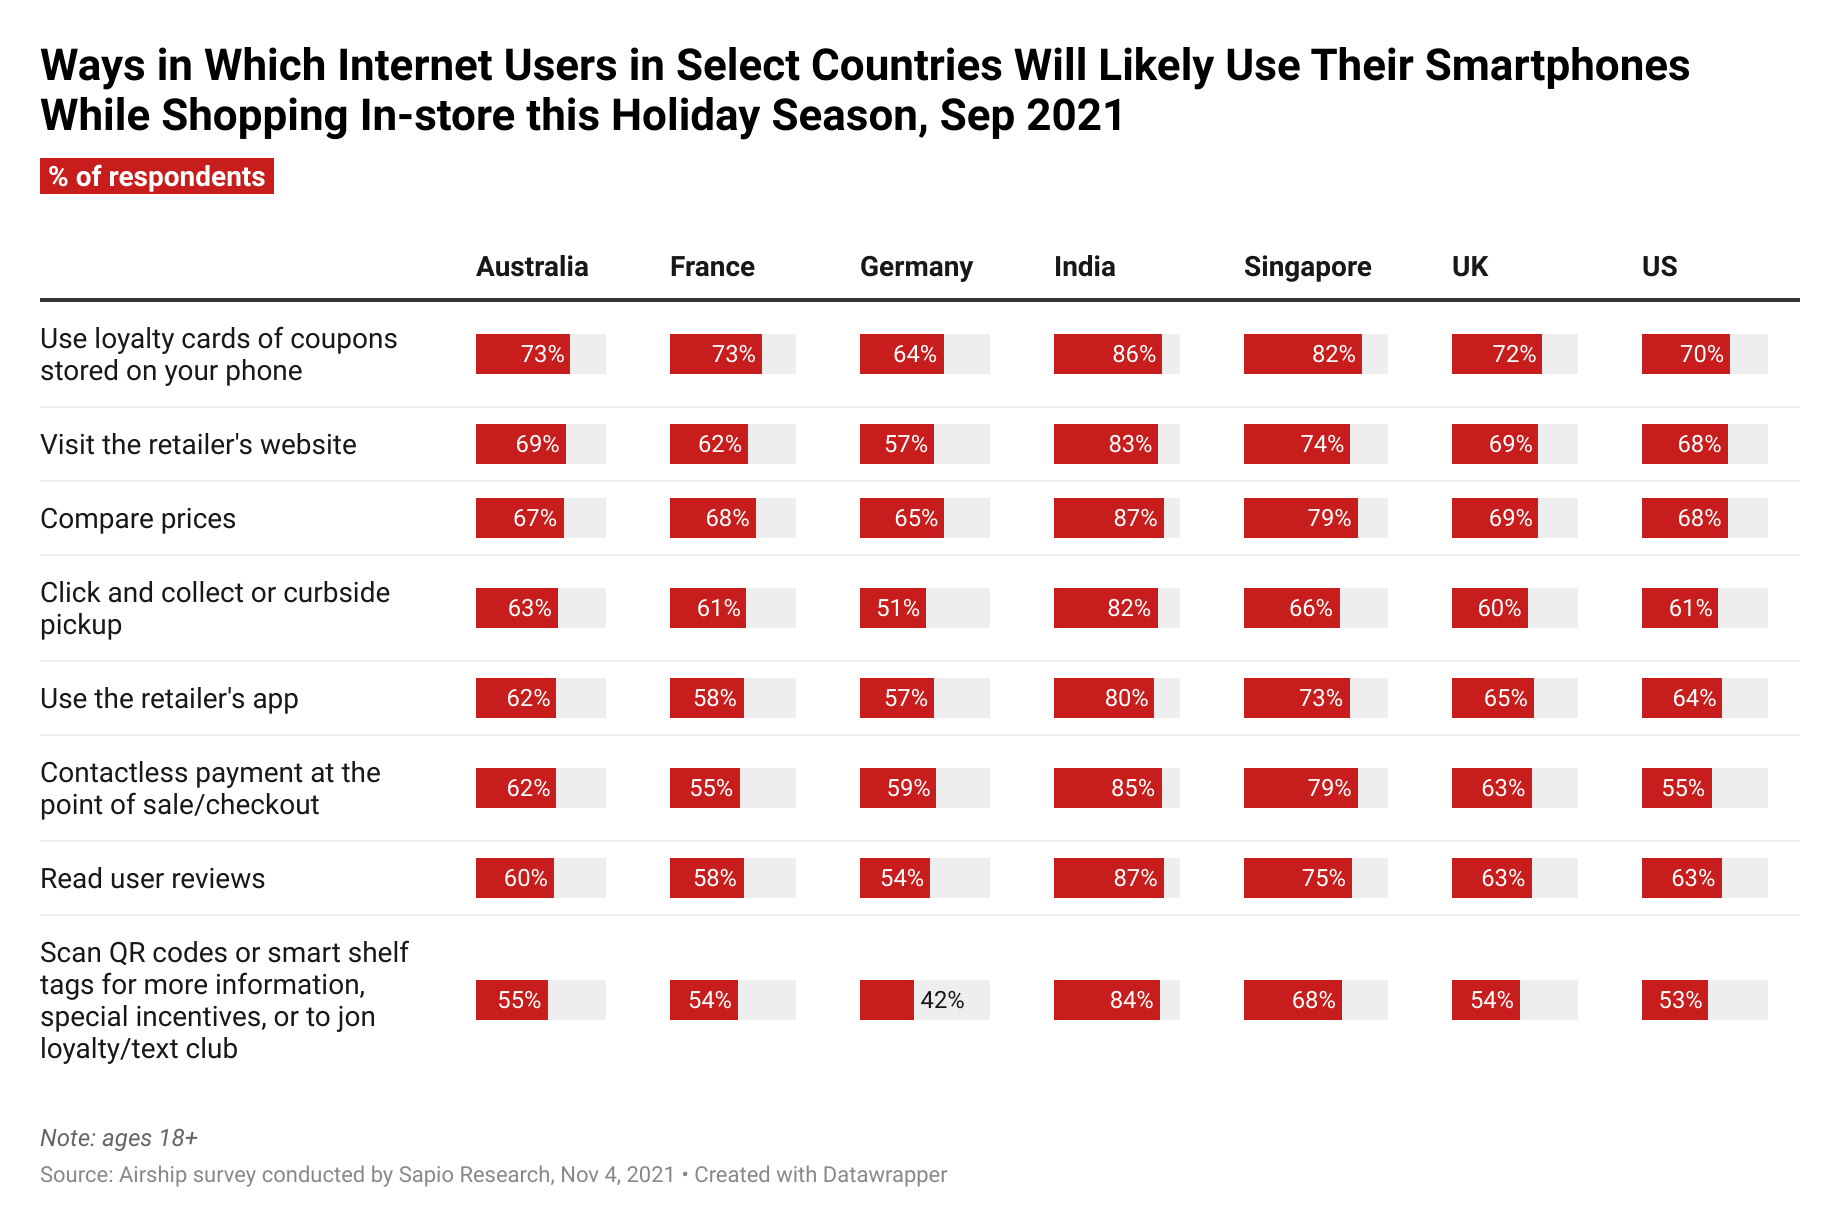 Ways in Which Internet Users in Select Countries Will Likely Use Their Smartphones
While Shopping In-store this Holiday Season, Sep 2021
% of respondents
Australia France Germany India Singapore UK US
Use loyalty cards of coupons
stored on your phone
73% 73% 64% 86% 82% 72% 70%
Visit the retailer's website 69% 62% 57% 83% 74% 69% 68%
Compare prices 67% 68% 65% 87% 79% 69% 68%
Click and collect or curbside
pickup
63% 61% 51% 82% 66% 60% 61%
Use the retailer's app 62% 58% 57% 80% 73% 65% 64%
Contactless payment at the
point of sale/checkout
62% 55% 59% 85% 79% 63% 55%
Read user reviews 60% 58% 54% 87% 75% 63% 63%
Scan QR codes or smart shelf
tags for more information,
special incentives, or to jon
loyalty/text club
55% 54% 42% 84% 68% 54% 53%
Note: ages 18+
Source: Airship survey conducted by Sapio Research, Nov 4, 2021 • Created with Datawrapper